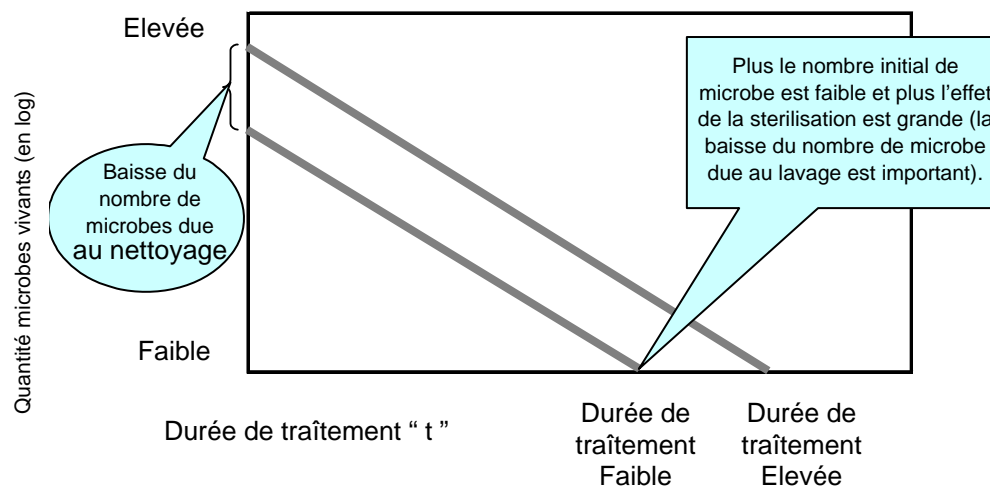 Quantité microbes vivants (en log)
Elevée
Baisse du
nombre de
microbes due
au nettoyage
Plus le nombre initial de
microbe est faible et plus l'effet
de la sterilisation est grande (la
baisse du nombre de microbe
due au lavage est important).
Faible
Durée de traîtement “ t ”
Durée de
traîtement
Faible
Durée de
traîtement
Elevée